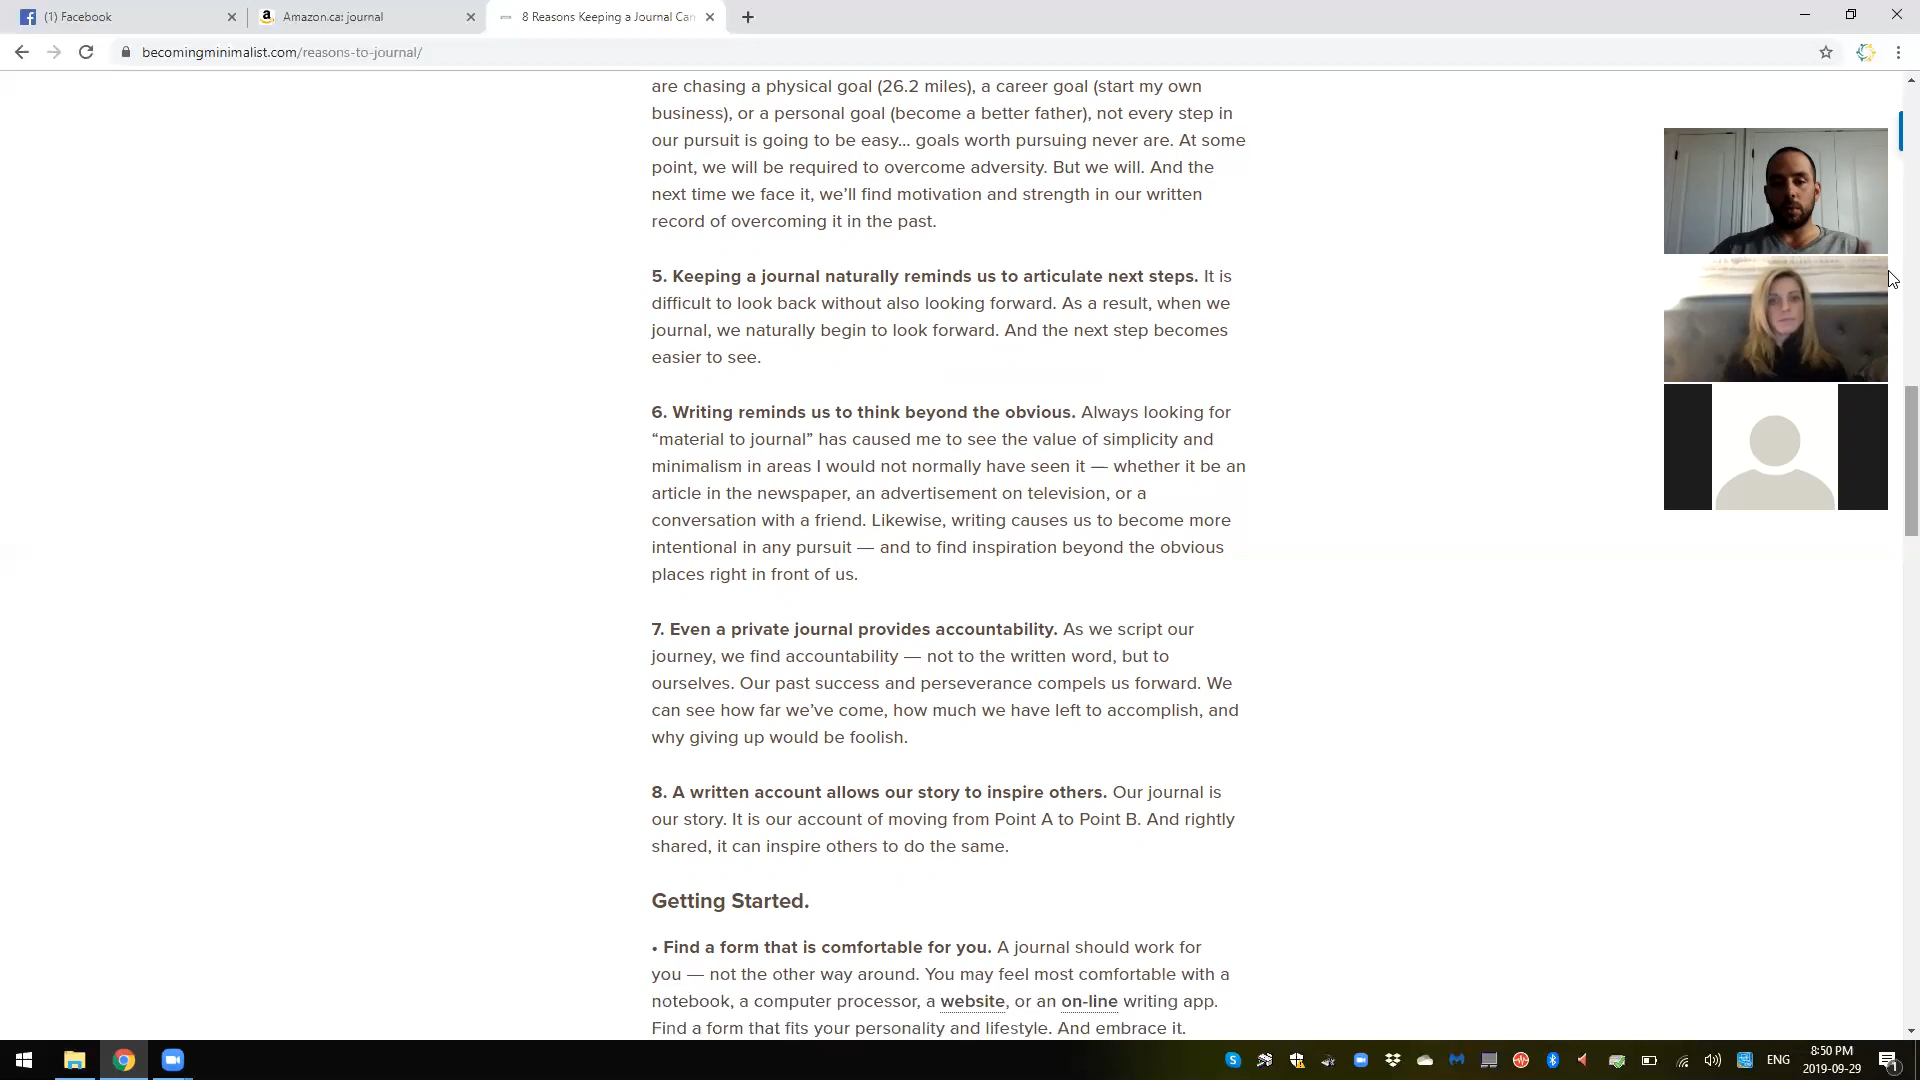 (1) Facebook
Amazon.ca: journal
8 Reasons Keeping a Journal Can
becomingminimalist.com/reasons-to-journal/
are chasing a physical goal (26.2 miles), a career goal (start my own
business), or a personal goal (become a better father), not every step in
our pursuit is going to be easy… goals worth pursuing never are. At some
point, we will be required to overcome adversity. But we will. And the
next time we face it, we’ll find motivation and strength in our written
record of overcoming it in the past.
5. Keeping a journal naturally reminds us to articulate next steps. It is
difficult to look back without also looking forward. As a result, when we
journal, we naturally begin to look forward. And the next step becomes
easier to see.
6. Writing reminds us to think beyond the obvious. Always looking for
“material to journal” has caused me to see the value of simplicity and
minimalism in areas I would not normally have seen it — whether it be an
article in the newspaper, an advertisement on television, or a
conversation with a friend. Likewise, writing causes us to become more
intentional in any pursuit — and to find inspiration beyond the obvious
places right in front of us.
7. Even a private journal provides accountability. As we script our
journey, we find accountability — not to the written word, but to
ourselves. Our past success and perseverance compels us forward. We
can see how far we’ve come, how much we have left to accomplish, and
why giving up would be foolish.
8. A written account allows our story to inspire others. Our journal is
our story. It is our account of moving from Point A to Point B. And rightly
shared, it can inspire others to do the same.
Getting Started.
• Find a form that is comfortable for you. A journal should work for
you — not the other way around. You may feel most comfortable with a
notebook, a computer processor, a website, or an on-line writing app.
Find a form that fits your personality and lifestyle. And embrace it.
ENG
8:50 PM
2019-09-29
1